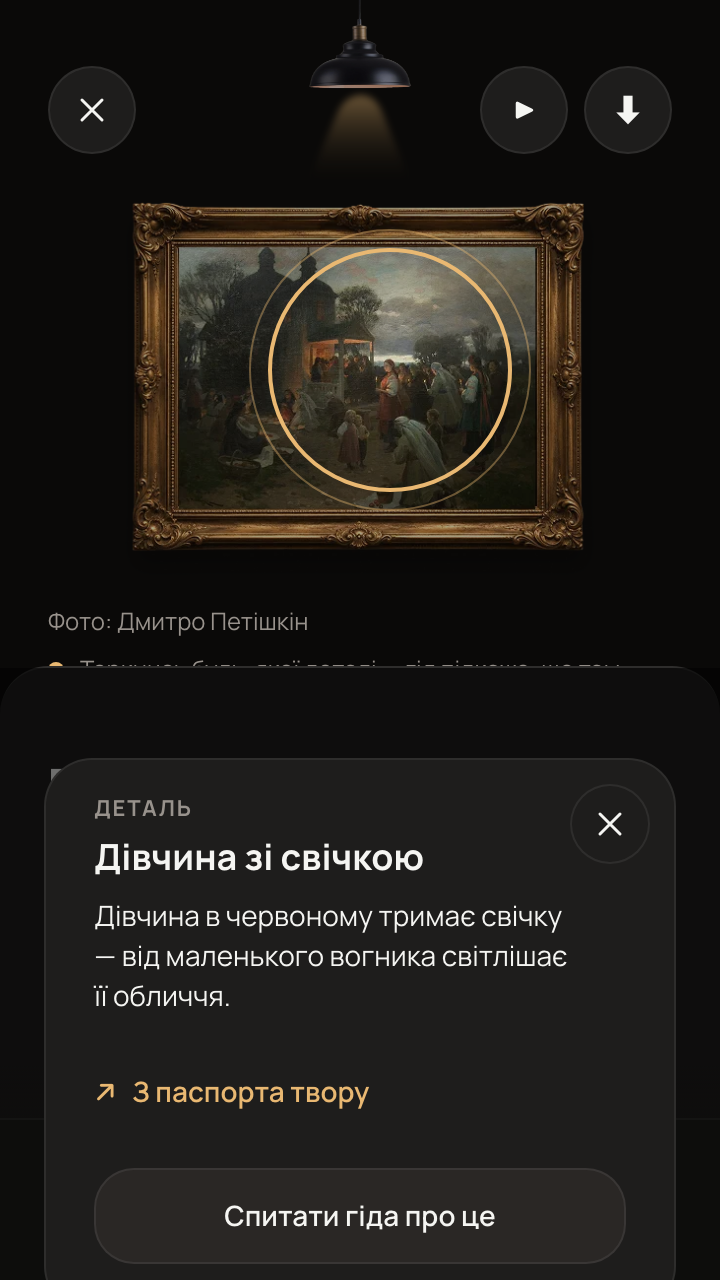 Фото: Дмитро Петішкін
ДЕТАЛЬ
Дівчина зі свічкою
Дівчина в червоному тримає свічку
— від маленького вогника світлішає
її обличчя.
З паспорта твору
Спитати гіда про це